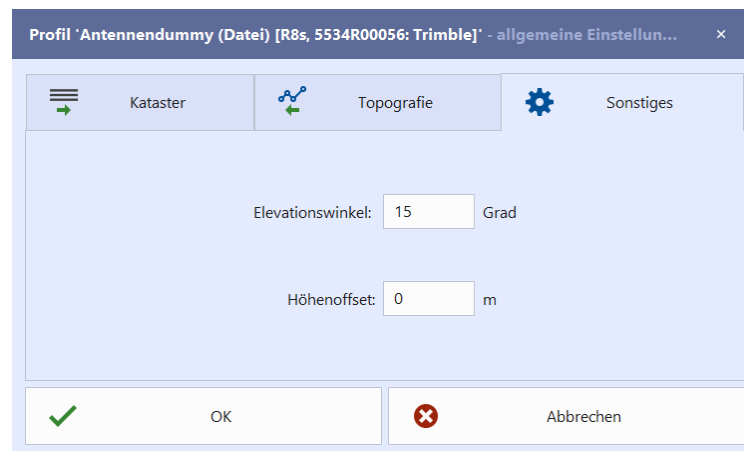 Profil 'Antennendummy (Datei) [R8s, 5534R00056: Trimble]' - allgemeine Einstellun...
Kataster
Topografie
Sonstiges
Elevationswinkel: 15 Grad
Höhenoffset: 0 m
OK
Abbrechen